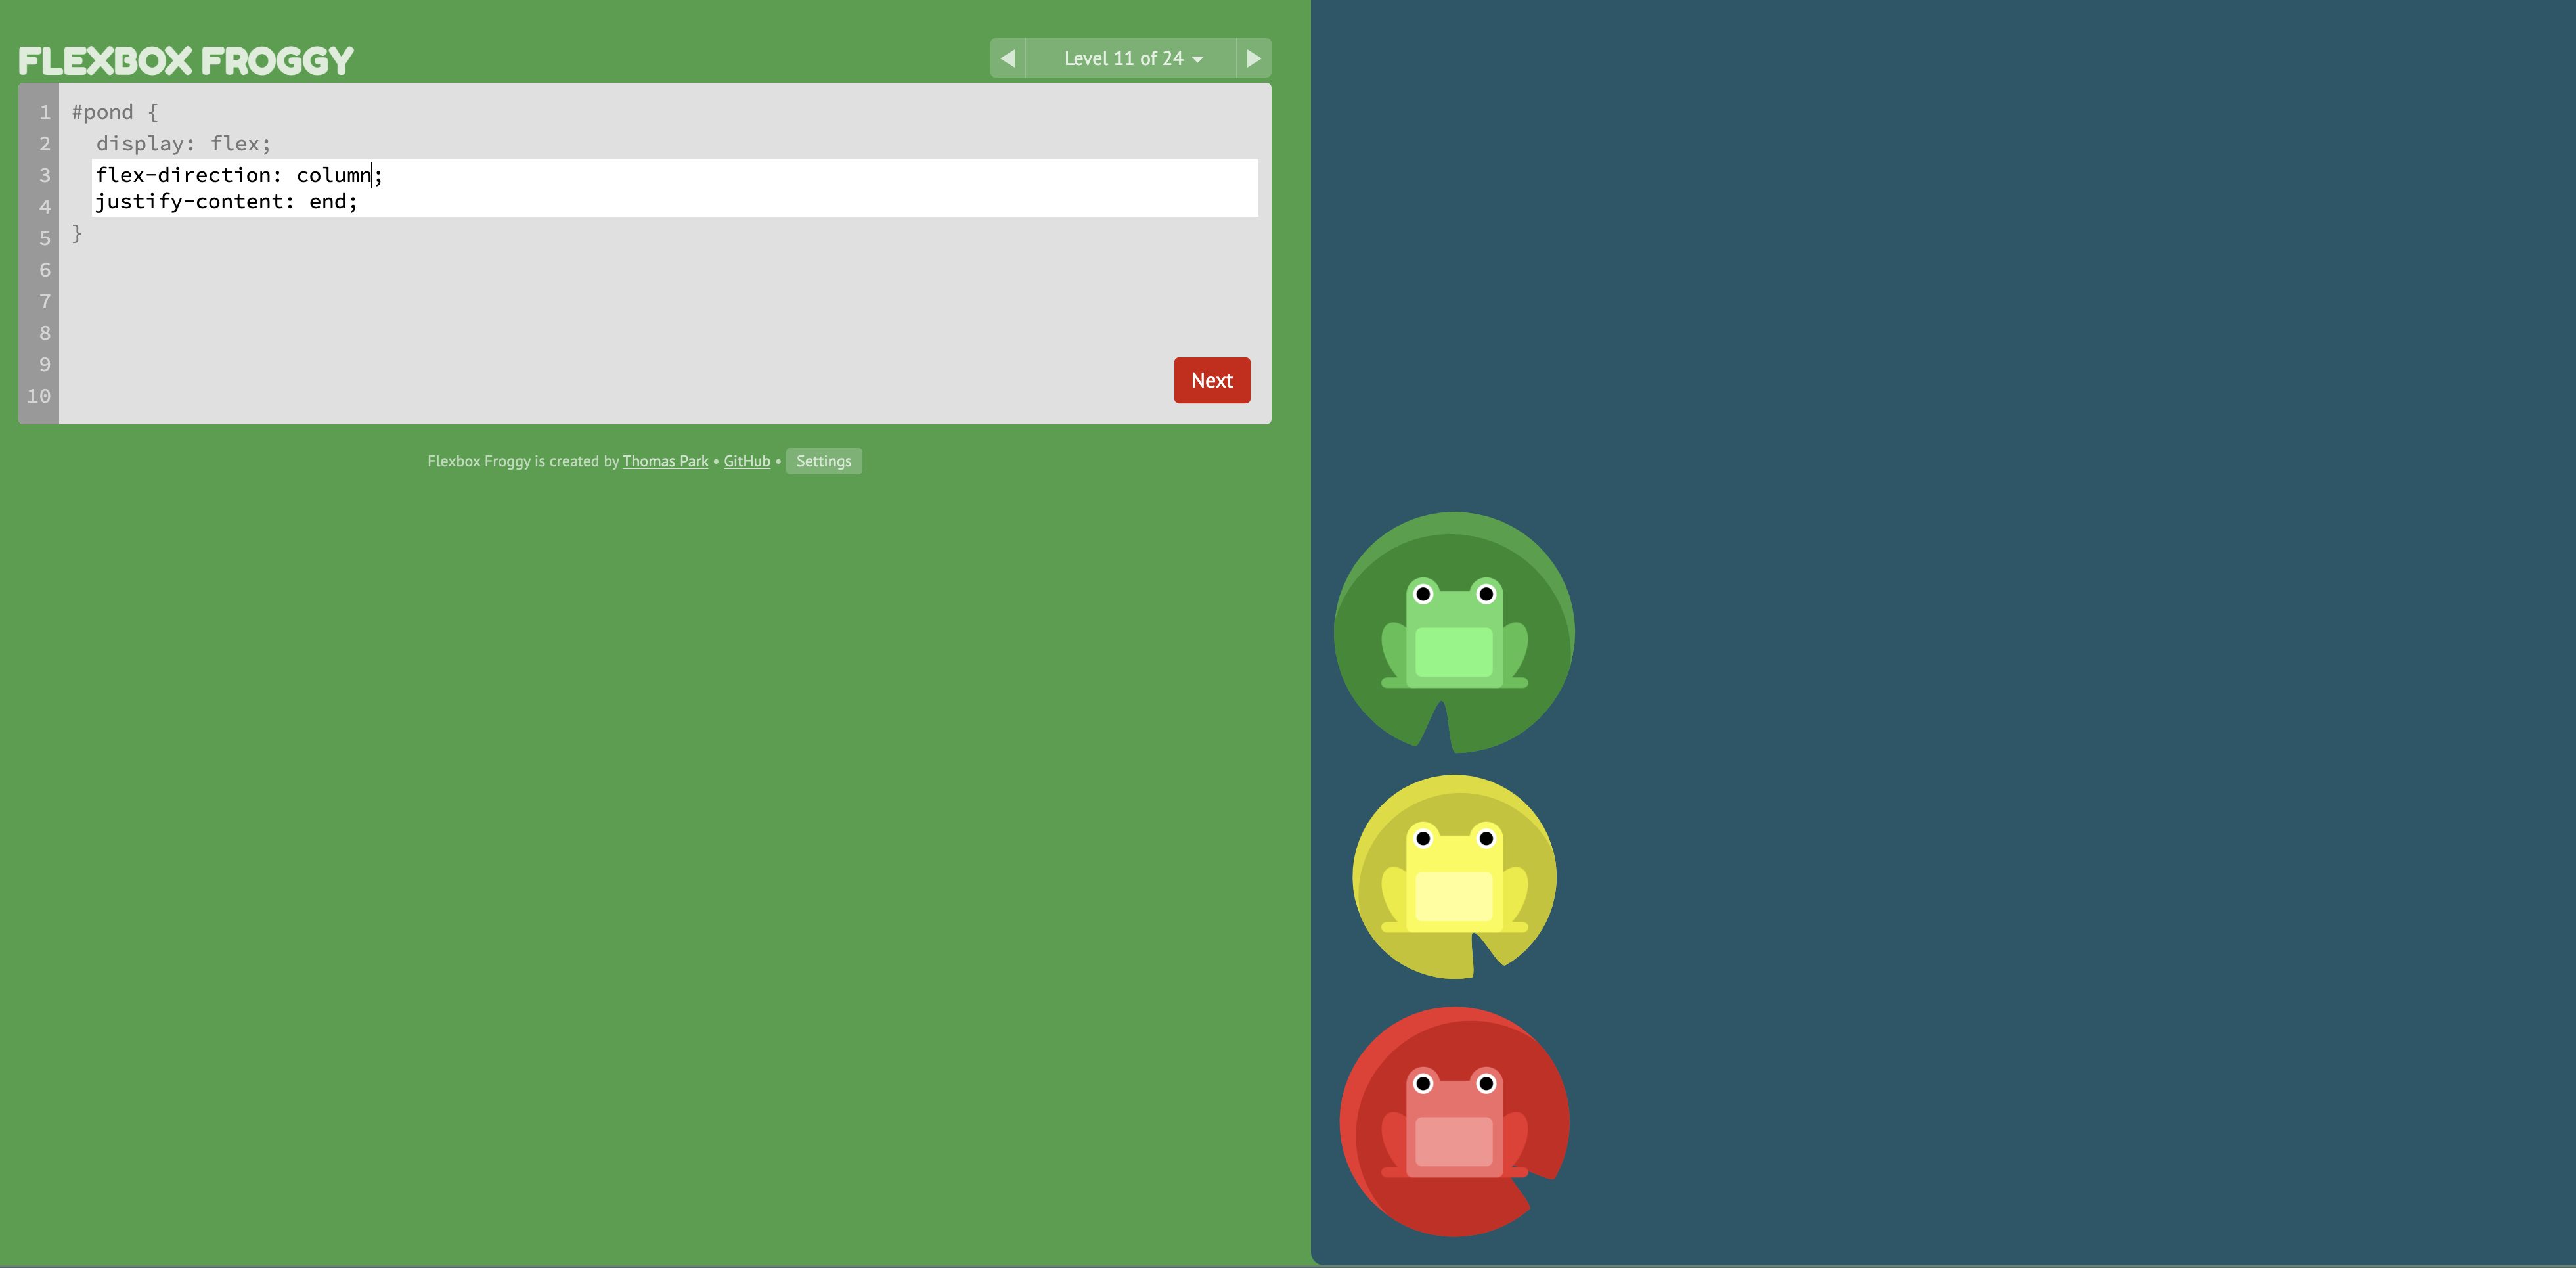 FLEXBOX FROGGY
Level 11 of 24
1 #pond {
2 display: flex;
3 flex-direction: column;
4 justify-content: end;
5 }
6
7
8
9
10
Next
Flexbox Froggy is created by Thomas Park • GitHub • Settings